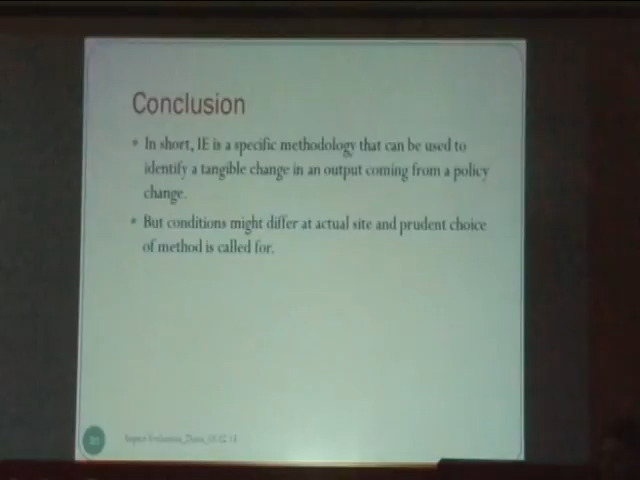 Conclusion
* In short, IE is a specific methodology that can be used to
identify a tangible change in an output coming from a policy
change.
* But conditions might differ at actual site and prudent choice
of method is called for.